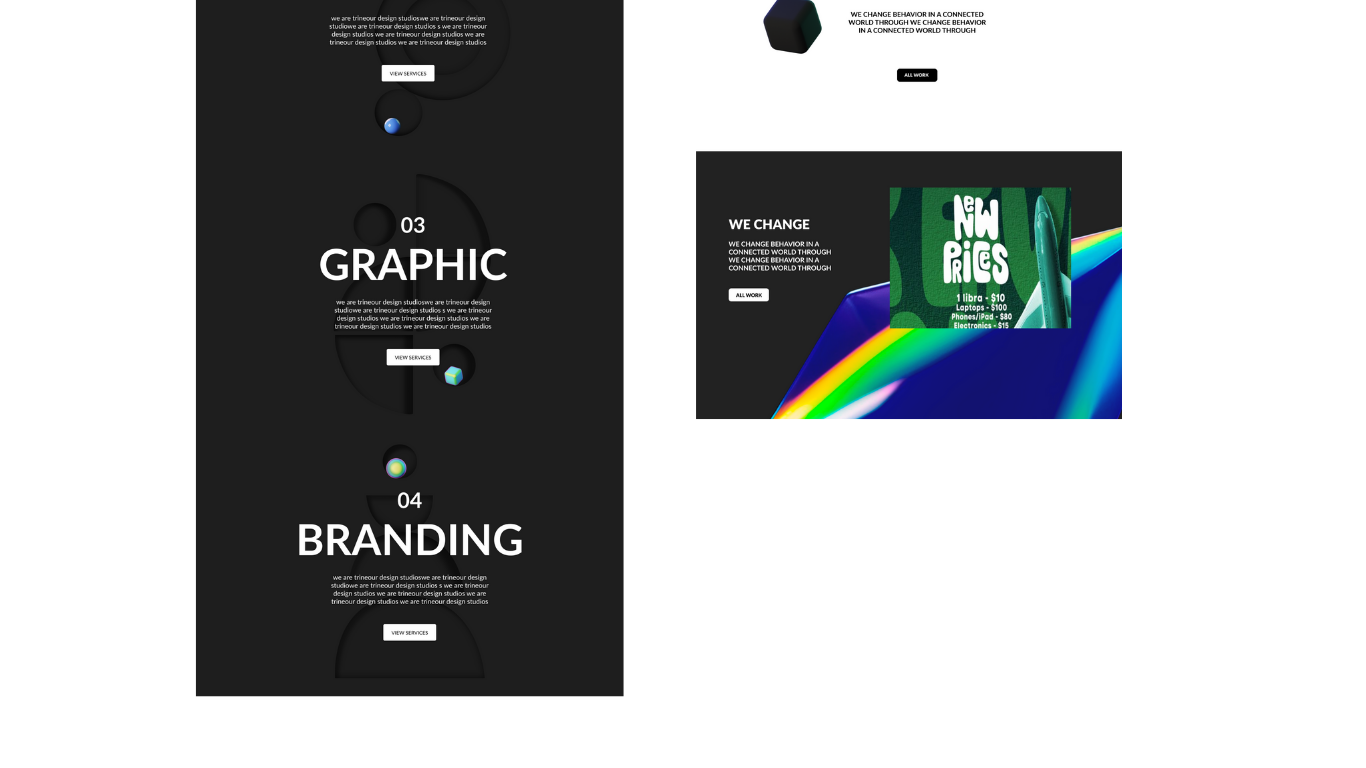 we are trineour design studioswe are trineour design
studiowe are trineour design studios s we are trineour
design studios we are trineour design studios we are
trineour design studios we are trineour design studios
VIEW SERVICES
03
GRAPHIC
we are trineour design studioswe are trineour design
studiowe are trineour design studios s we are trineour
design studios we are trineour design studios we are
trineour design studios we are trineour design studios
VIEW SERVICES
04
BRANDING
we are trineour design studioswe are trineour design
studiowe are trineour design studios s we are trineour
design studios we are trineour design studios we are
trineour design studios we are trineour design studios
VIEW SERVICES
WE CHANGE BEHAVIOR IN A CONNECTED
WORLD THROUGH WE CHANGE BEHAVIOR
IN A CONNECTED WORLD THROUGH
ALL WORK
WE CHANGE
WE CHANGE BEHAVIOR IN A
CONNECTED WORLD THROUGH
WE CHANGE BEHAVIOR IN A
CONNECTED WORLD THROUGH
ALL WORK
NeW
PRiCeS
1 libra - $10
Laptops - $100
Phones/iPad - $80
Electronics - $15